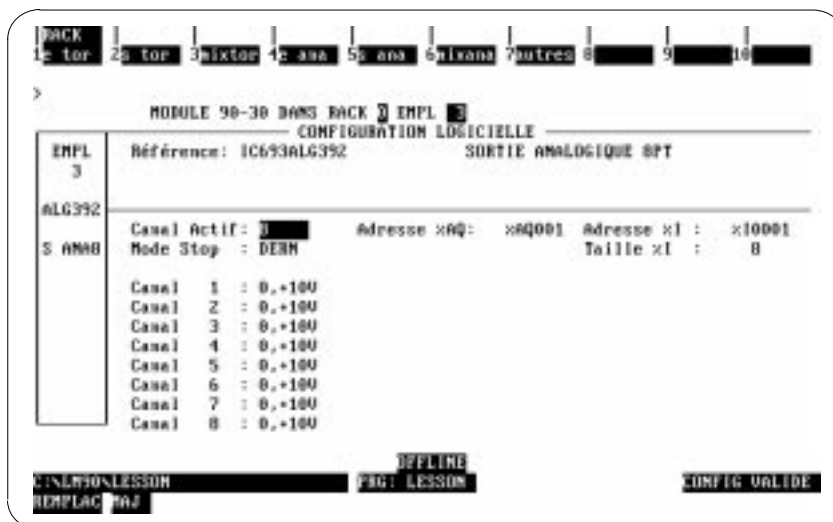 RACK
1e tor 2s tor 3mixtor 4e ana 5s ana 6mixana 7autres 8 9 10
>
MODULE 90-30 DANS RACK 0 EMPL 3
CONFIGURATION LOGICIELLE
EMPL Référence: IC693ALG392 SORTIE ANALOGIQUE 8PT
3
ALG392
Canal Actif: 8 Adresse %AQ: %AQ001 Adresse %I : %I0001
S ANA8 Mode Stop : DERN Taille %I : 8
Canal 1 : 0,+10V
Canal 2 : 0,+10V
Canal 3 : 0,+10V
Canal 4 : 0,+10V
Canal 5 : 0,+10V
Canal 6 : 0,+10V
Canal 7 : 0,+10V
Canal 8 : 0,+10V
OFFLINE
C:\LM90\LESSON PRG: LESSON CONFIG VALIDE
REMPLAC MAJ